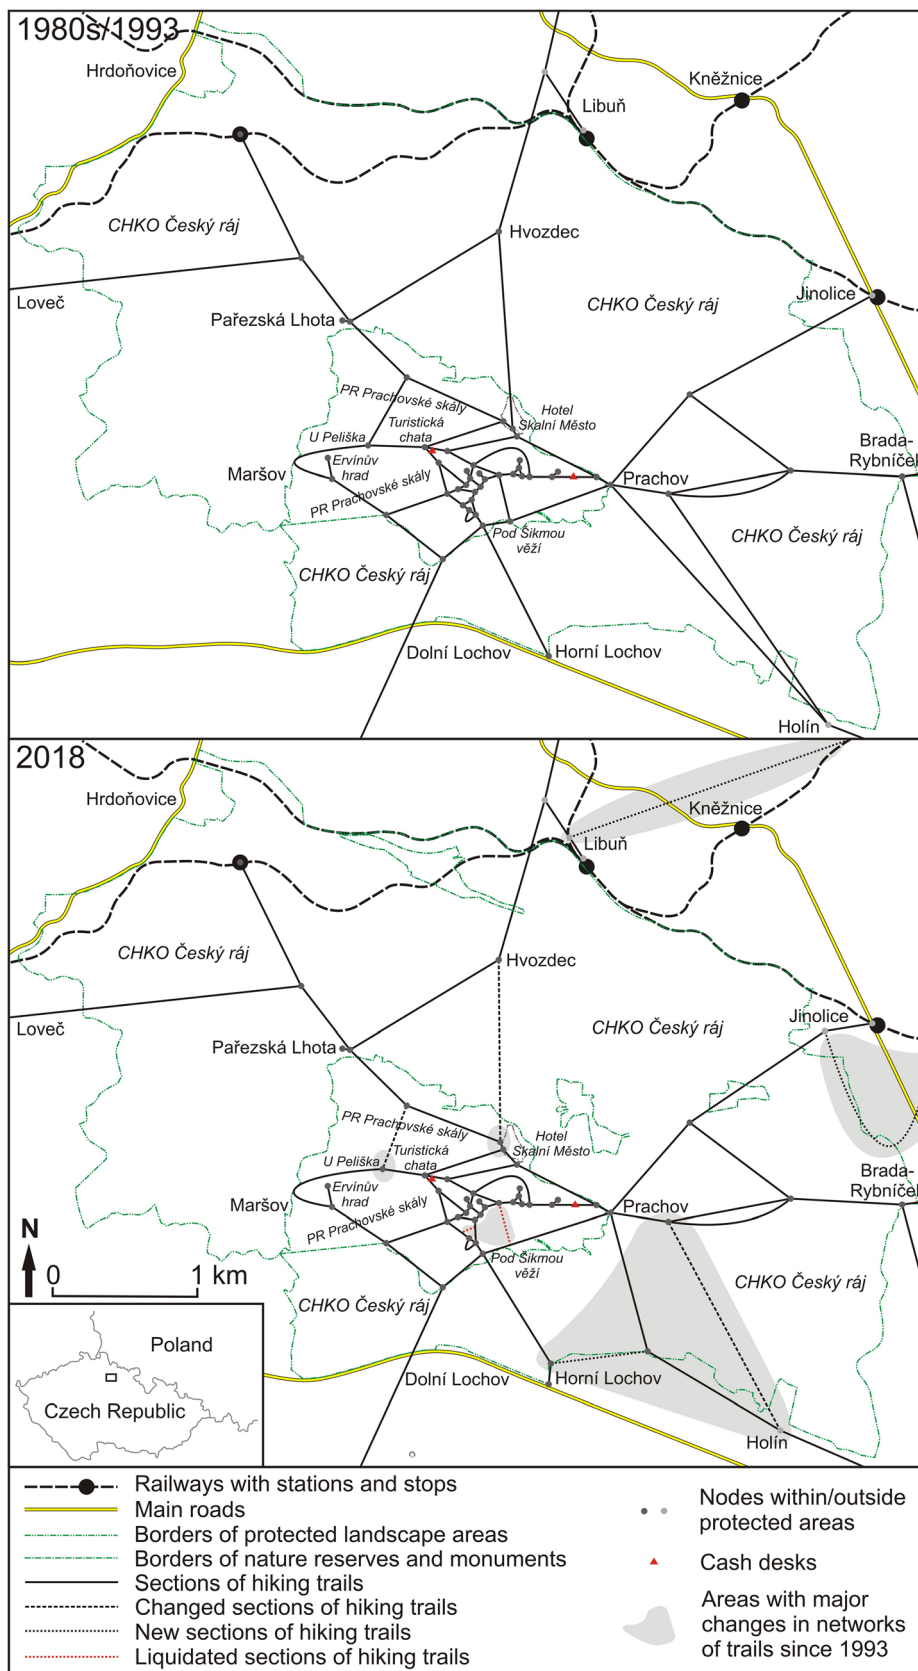 1980s/1993
Hrdoňovice
Kněžnice
Libuň
CHKO Český ráj
Hvozdec
Loveč
Jinolice
CHKO Český ráj
Pařezská Lhota
PR Prachovské skály
Hotel
Skalní Město
Turistická
chata
U Peliška
Brada-
Rybníček
Maršov
Ervínův
hrad
PR Prachovské skály
Prachov
Pod Šikmou
věží
CHKO Český ráj
CHKO Český ráj
Dolní Lochov
Horní Lochov
Holín
2018
Hrdoňovice
Kněžnice
Libuň
CHKO Český ráj
Hvozdec
Loveč
Jinolice
CHKO Český ráj
Pařezská Lhota
PR Prachovské skály
Hotel
Skalní Město
Turistická
chata
U Peliška
Brada-
Rybníček
Maršov
Ervínův
hrad
PR Prachovské skály
Prachov
N
Pod Šikmou
věží
0 1 km
CHKO Český ráj
CHKO Český ráj
Poland
Czech Republic
Dolní Lochov
Horní Lochov
Holín
Railways with stations and stops
Main roads
Borders of protected landscape areas
Borders of nature reserves and monuments
Sections of hiking trails
Changed sections of hiking trails
New sections of hiking trails
Liquidated sections of hiking trails
Nodes within/outside
protected areas
Cash desks
Areas with major
changes in networks
of trails since 1993